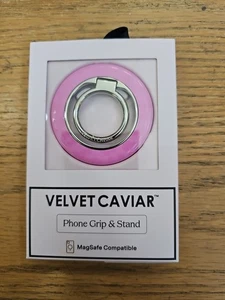 VELVET CAVIAR™
Phone Grip & Stand
MagSafe Compatible